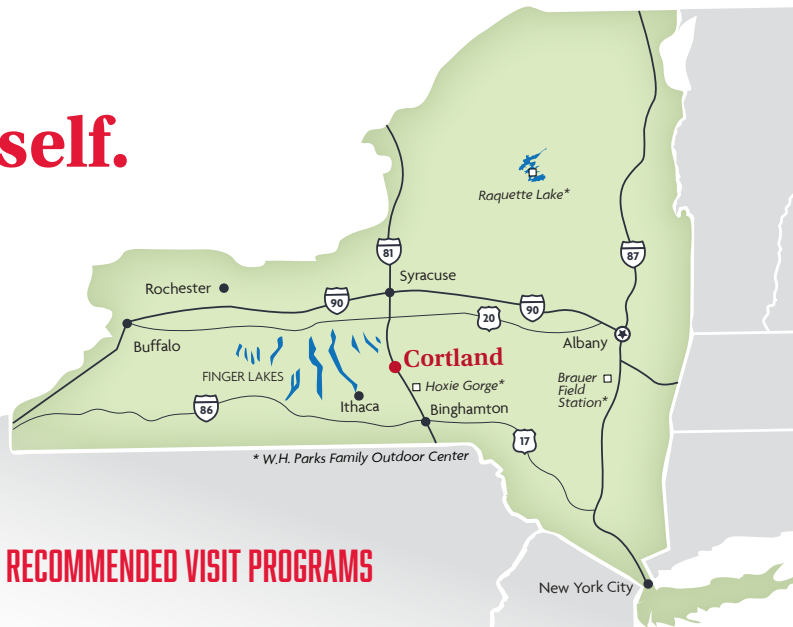 self.
Raquette Lake*
81
87
Syracuse
Rochester
90
90
20
Albany
Buffalo
Cortland
FINGER LAKES
Hoxie Gorge*
Brauer
Field
Station*
86
Ithaca
Binghamton
17
* W.H. Parks Family Outdoor Center
RECOMMENDED VISIT PROGRAMS
New York City